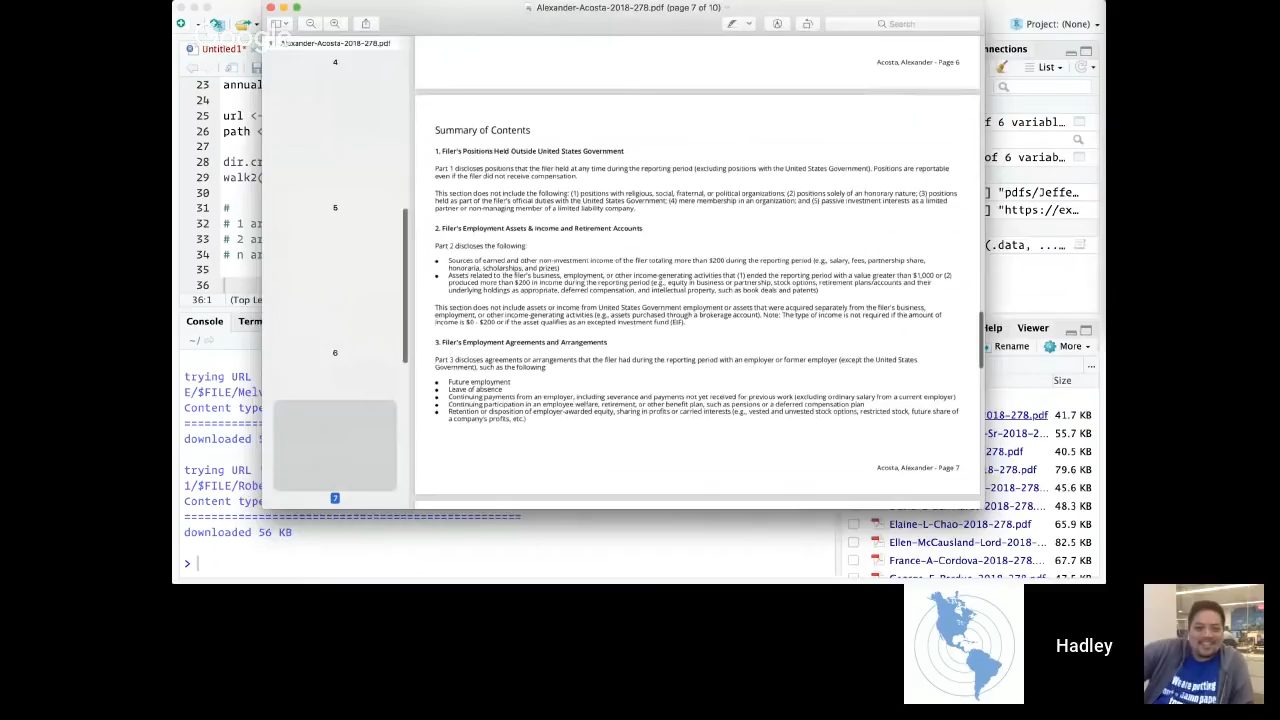 Alexander-Acosta-2018-278.pdf (page 7 of 10)
Search
Project: (None)
Untitled1*
Alexander-Acosta-2018-278.pdf
nnections
List
4
5
6
7
23 annual
24
25 url <-
26 path <
27
28 dir.cr
29 walk2(
30
31 #
32 # 1 ar
33 # 2 ar
34 # n ar
35
36
36:1 (Top L
Console Term
~/
trying URL
E/$FILE/Melv
Content type
downloaded
trying URL '
1/$FILE/Robe
Content type
==================================================
downloaded 56 KB
>
Acosta, Alexander - Page 6
Summary of Contents
1. Filer's Positions Held Outside United States Government
Part 1 discloses positions that the filer held at any time during the reporting period (excluding positions with the United States Government). Positions are reportable
even if the filer did not receive compensation.
This section does not include the following: (1) positions with religious, social, fraternal, or political organizations; (2) positions solely of an honorary nature; (3) positions
held as part of the filer's official duties with the United States Government; (4) mere membership in an organization; and (5) passive investment interests as a limited
partner or non-managing member of a limited liability company.
2. Filer's Employment Assets & Income and Retirement Accounts
Part 2 discloses the following:
● Sources of earned and other non-investment income of the filer totaling more than $200 during the reporting period (e.g., salary, fees, partnership share,
honoraria, scholarships, and prizes)
● Assets related to the filer's business, employment, or other income-generating activities that (1) ended the reporting period with a value greater than $1,000 or (2)
produced more than $200 in income during the reporting period (e.g., equity in business or partnership, stock options, retirement plans/accounts and their
underlying holdings as appropriate, deferred compensation, and intellectual property, such as book deals and patents)
This section does not include assets or income from United States Government employment or assets that were acquired separately from the filer's business,
employment, or other income-generating activities (e.g., assets purchased through a brokerage account). Note: The type of income is not required if the amount of
income is $0 - $200 or if the asset qualifies as an excepted investment fund (EIF).
3. Filer's Employment Agreements and Arrangements
Part 3 discloses agreements or arrangements that the filer had during the reporting period with an employer or former employer (except the United States
Government), such as the following:
● Future employment
● Leave of absence
● Continuing payments from an employer, including severance and payments not yet received for previous work (excluding ordinary salary from a current employer)
● Continuing participation in an employee welfare, retirement, or other benefit plan, such as pensions or a deferred compensation plan
● Retention or disposition of employer-awarded equity, sharing in profits or carried interests (e.g., vested and unvested stock options, restricted stock, future share of
a company's profits, etc.)
Acosta, Alexander - Page 7
of 6 variabl…
of 6 variabl…
] "pdfs/Jeffe…
] "https://ex…
(.data, ...…
Help Viewer
Rename More
Size
018-278.pdf 41.7 KB
-Sr-2018-2… 55.7 KB
278.pdf 40.5 KB
8-278.pdf 79.6 KB
45.6 KB
48.3 KB
Elaine-L-Chao-2018-278.pdf 65.9 KB
Ellen-McCausland-Lord-2018-… 82.5 KB
France-A-Cordova-2018-278.… 67.7 KB
George-E-Perdue-2018-278.pdf 47.5 KB
Hadley
We are putting